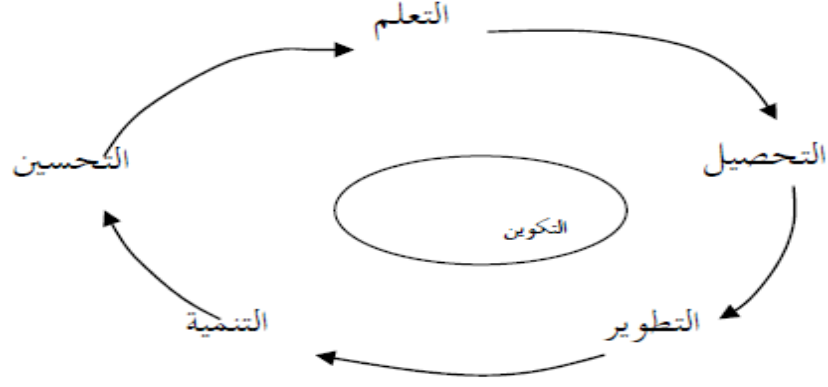 التعلم
التحصيل
التحسين
التكوين
التطوير
التنمية